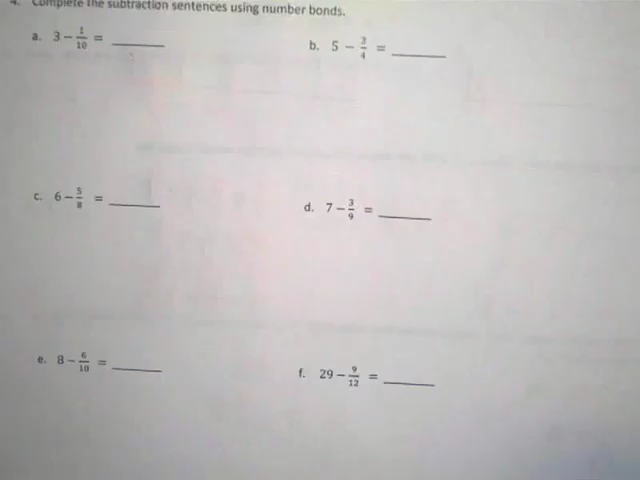 4. Complete the subtraction sentences using number bonds.
a. 3 − 1/10 = ______
b. 5 − 3/4 = ______
c. 6 − 5/8 = ______
d. 7 − 3/9 = ______
e. 8 − 6/10 = ______
f. 29 − 9/12 = ______